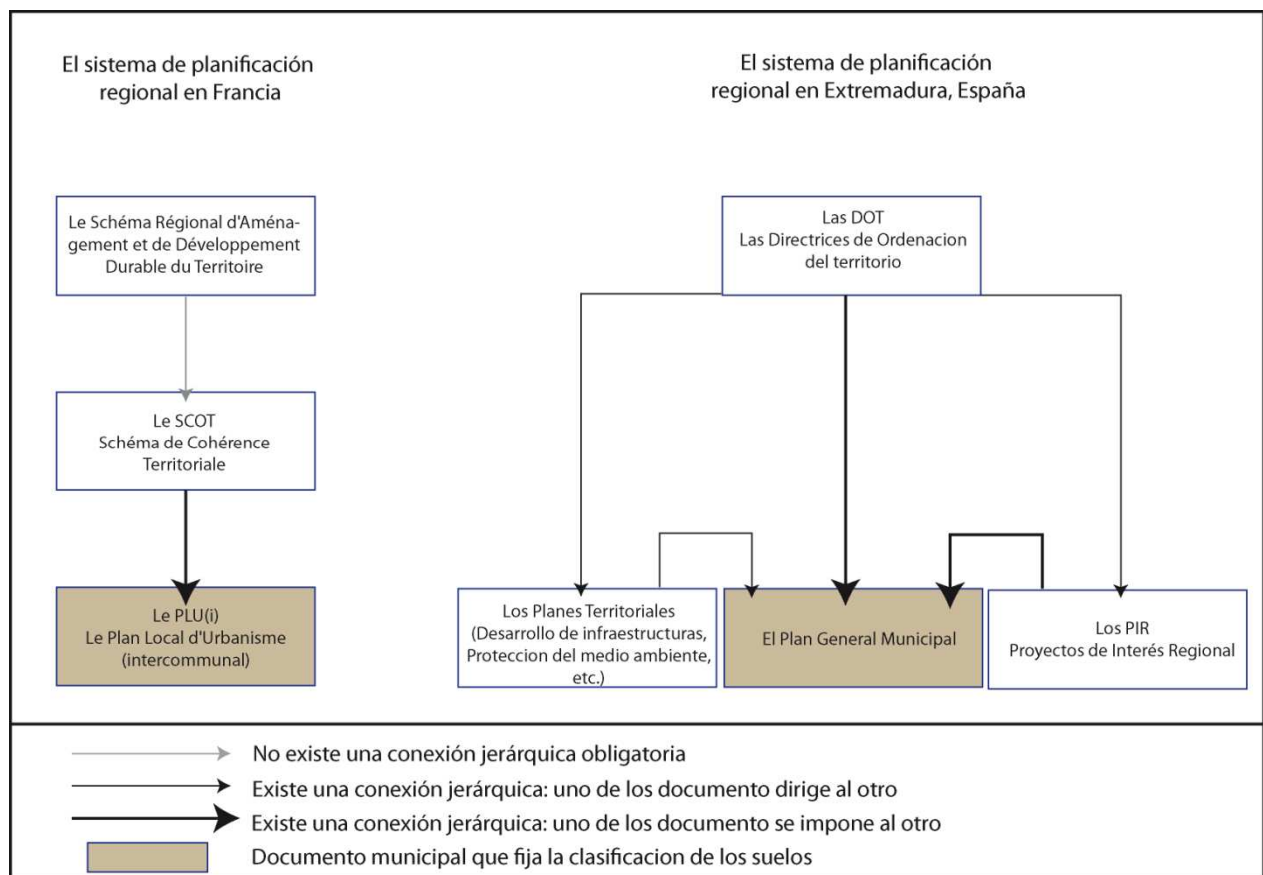 El sistema de planificación
regional en Francia
Le Schéma Régional d'Aména-
gement et de Développement
Durable du Territoire
Le SCOT
Schéma de Cohérence
Territoriale
Le PLU(i)
Le Plan Local d'Urbanisme
(intercommunal)
El sistema de planificación
regional en Extremadura, España
Las DOT
Las Directrices de Ordenacion
del territorio
Los Planes Territoriales
(Desarrollo de infraestructuras,
Proteccion del medio ambiente,
etc.)
El Plan General Municipal
Los PIR
Proyectos de Interés Regional
No existe una conexión jerárquica obligatoria
Existe una conexión jerárquica: uno de los documento dirige al otro
Existe una conexión jerárquica: uno de los documento se impone al otro
Documento municipal que fija la clasificacion de los suelos